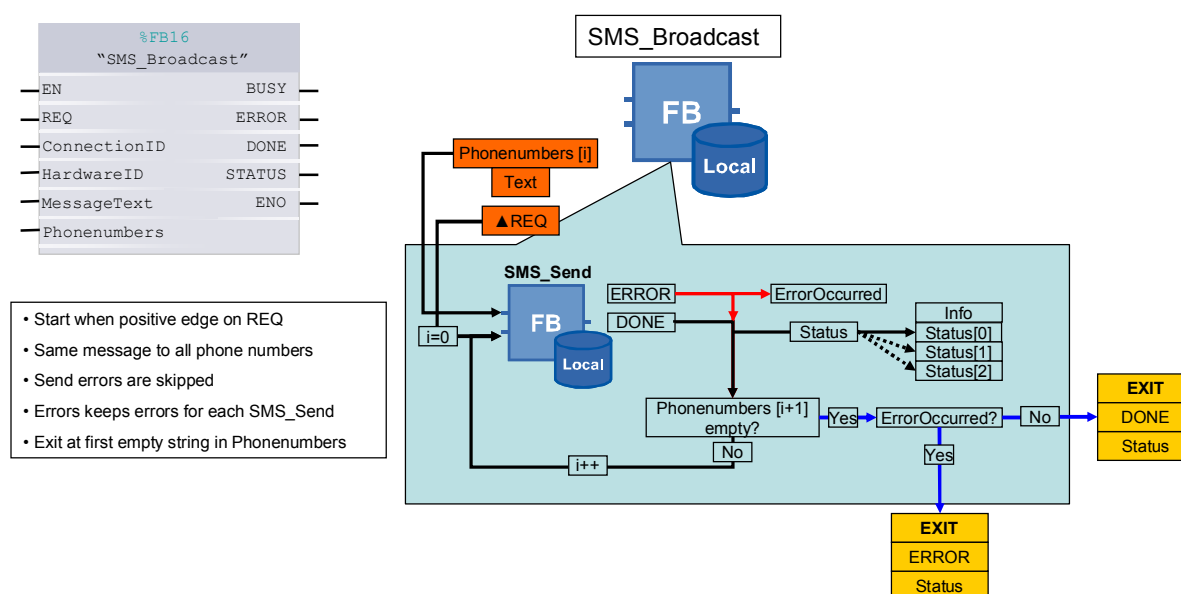 %FB16
“SMS_Broadcast”
EN BUSY
REQ ERROR
ConnectionID DONE
HardwareID STATUS
MessageText ENO
Phonenumbers
• Start when positive edge on REQ
• Same message to all phone numbers
• Send errors are skipped
• Errors keeps errors for each SMS_Send
• Exit at first empty string in Phonenumbers
SMS_Broadcast
FB
Local
Phonenumbers [i]
Text
▲REQ
SMS_Send
FB
Local
i=0
ERROR
ErrorOccurred
DONE
Status
Info
Status[0]
Status[1]
Status[2]
Phonenumbers [i+1]
empty?
Yes
ErrorOccurred?
No
No
i++
Yes
EXIT
DONE
Status
EXIT
ERROR
Status